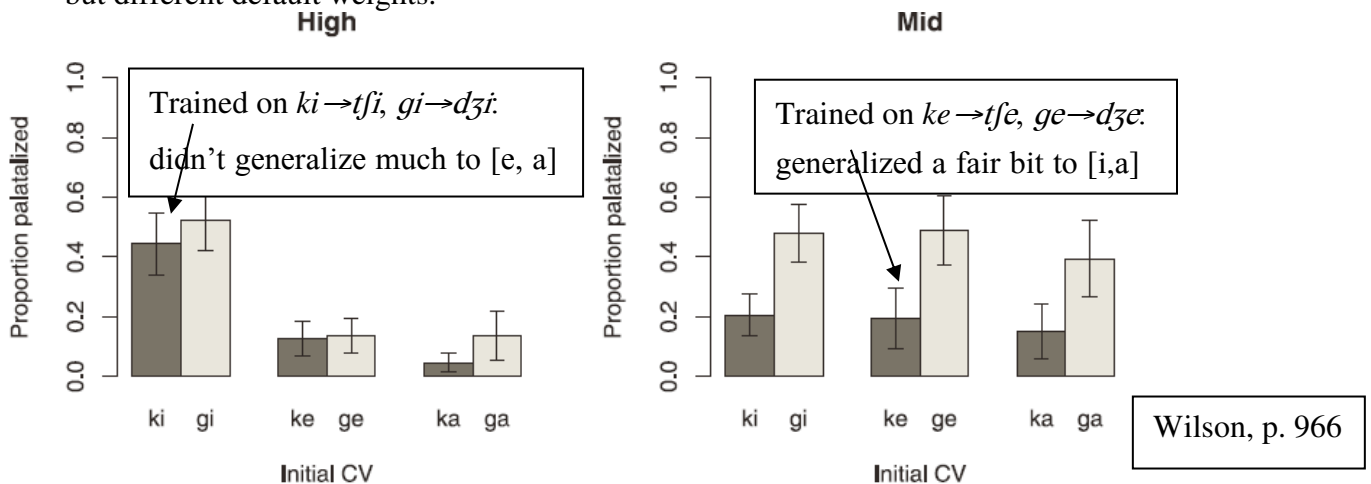 but different default weights.
High
Mid
Proportion palatalized
1.0
0.8
0.6
0.4
0.2
0.0
Trained on ki→tʃi, gi→dʒi:
didn't generalize much to [e, a]
ki gi ke ge ka ga
Initial CV
Proportion palatalized
1.0
0.8
0.6
0.4
0.2
0.0
Trained on ke→tʃe, ge→dʒe:
generalized a fair bit to [i,a]
ki gi ke ge ka ga
Initial CV
Wilson, p. 966